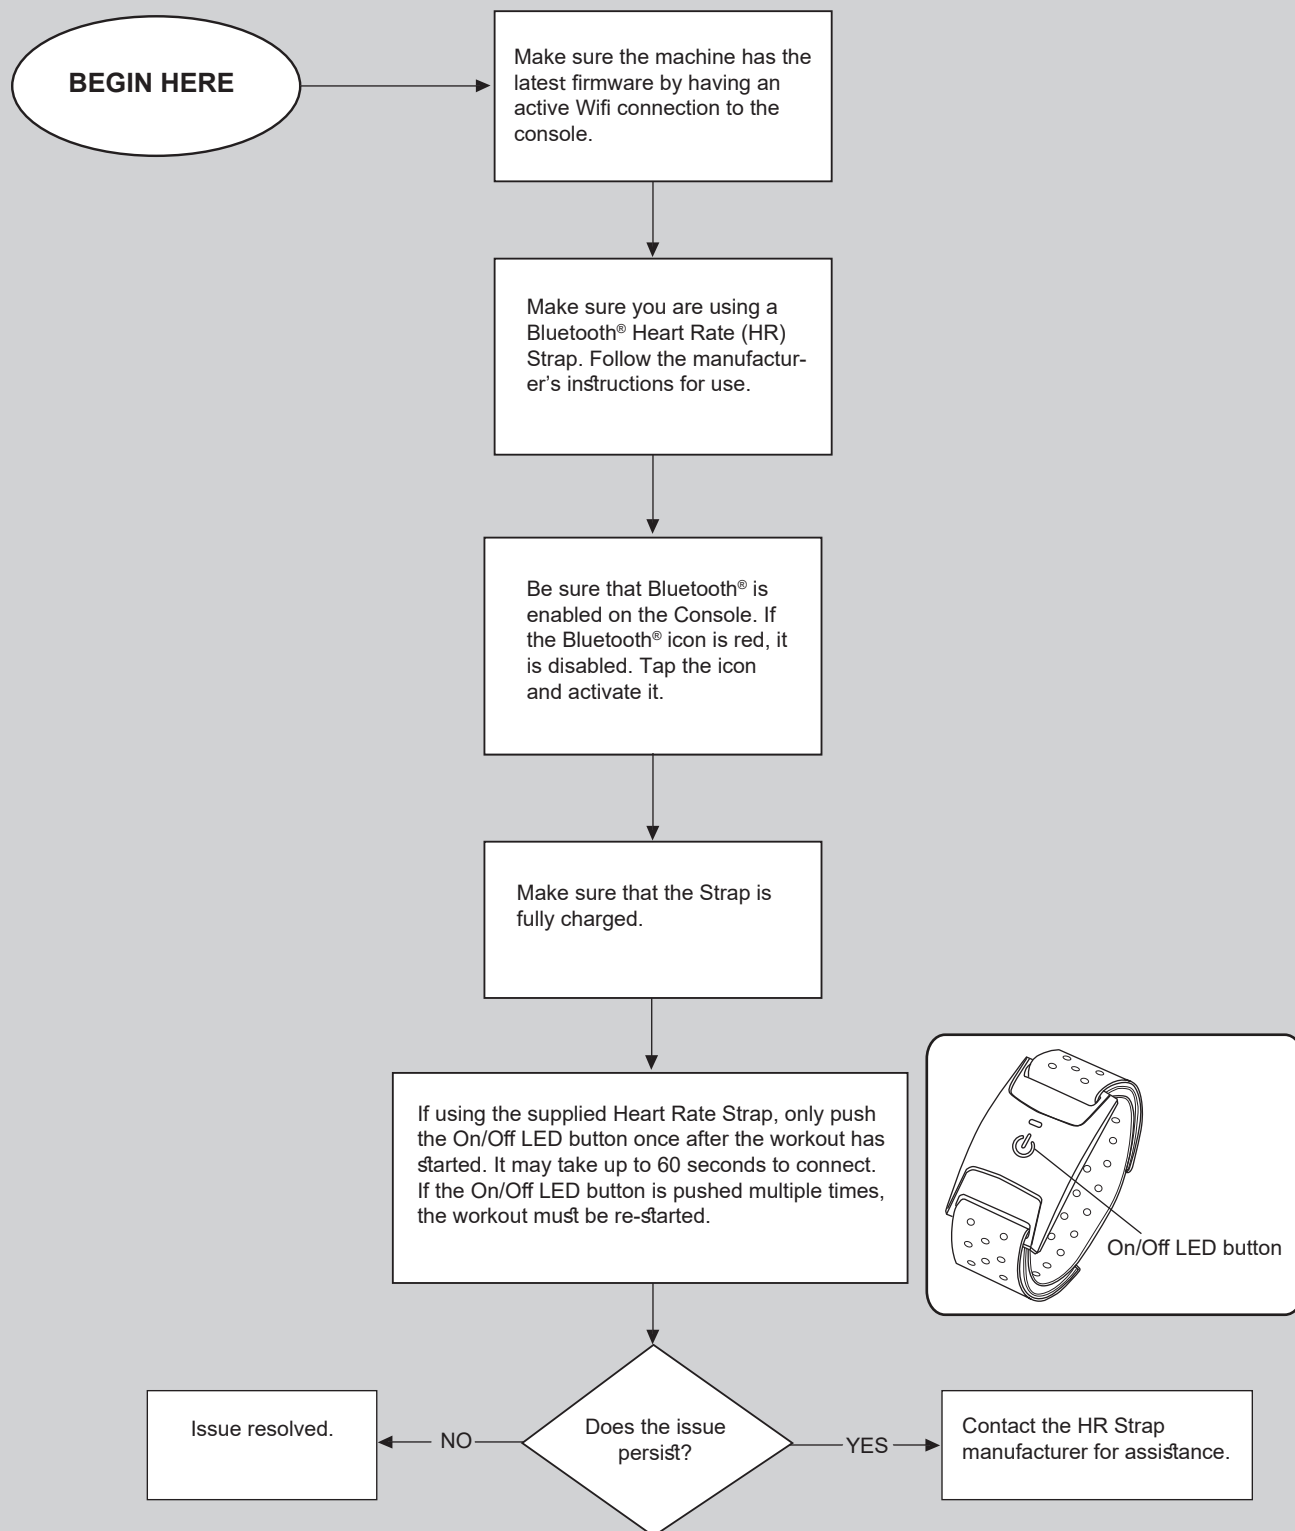 BEGIN HERE
Make sure the machine has the
latest firmware by having an
active Wifi connection to the
console.
Make sure you are using a
Bluetooth® Heart Rate (HR)
Strap. Follow the manufactur-
er’s instructions for use.
Be sure that Bluetooth® is
enabled on the Console. If
the Bluetooth® icon is red, it
is disabled. Tap the icon
and activate it.
Make sure that the Strap is
fully charged.
If using the supplied Heart Rate Strap, only push
the On/Off LED button once after the workout has
started. It may take up to 60 seconds to connect.
If the On/Off LED button is pushed multiple times,
the workout must be re-started.
On/Off LED button
Does the issue
persist?
NO
Issue resolved.
YES
Contact the HR Strap
manufacturer for assistance.